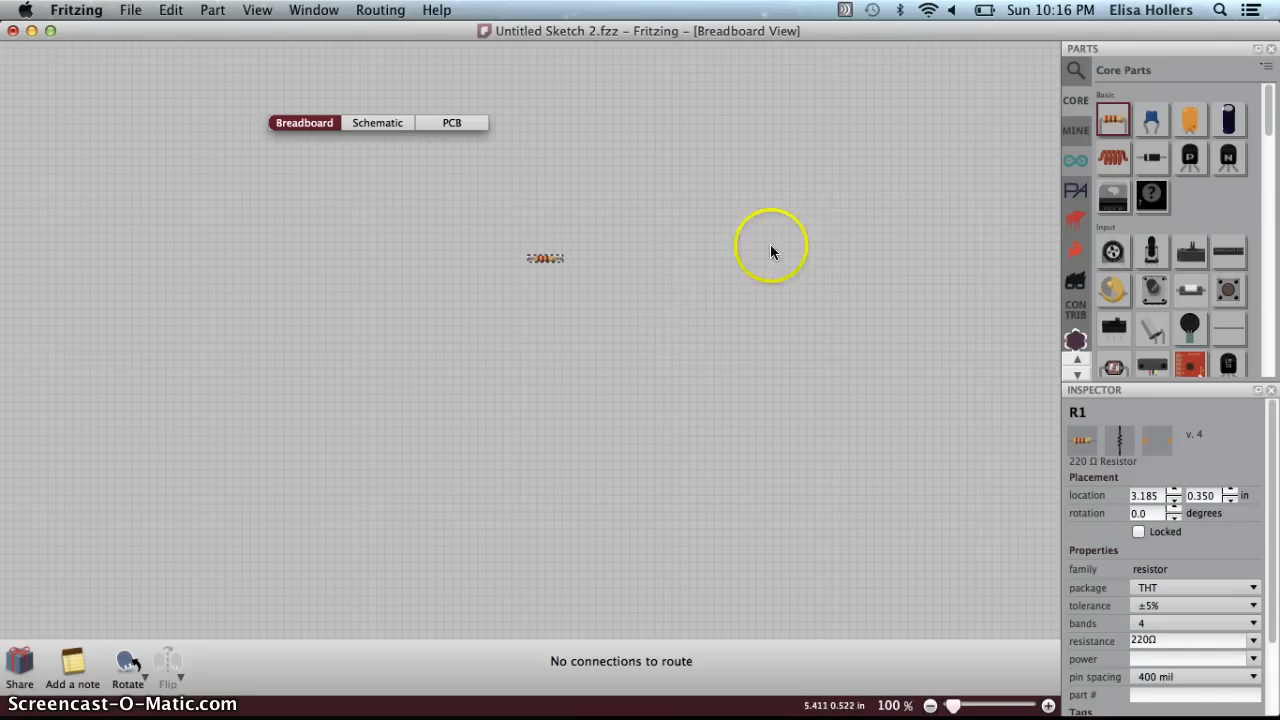 Fritzing File Edit Part View Window Routing Help Sun 10:16 PM Elisa Hollers
Untitled Sketch 2.fzz – Fritzing – [Breadboard View]
PARTS
Core Parts
CORE
MINE
PA
CON
TRIB
Basic
P N
?
Input
Breadboard Schematic PCB
INSPECTOR
R1
v. 4
220 Ω Resistor
Placement
location 3.185 0.350 in
rotation 0.0 degrees
Locked
Properties
family resistor
package THT
tolerance ±5%
bands 4
resistance 220Ω
power
pin spacing 400 mil
part #
Tags
No connections to route
Share Add a note Rotate Flip
Screencast-O-Matic.com
5.411 0.522 in 100 %